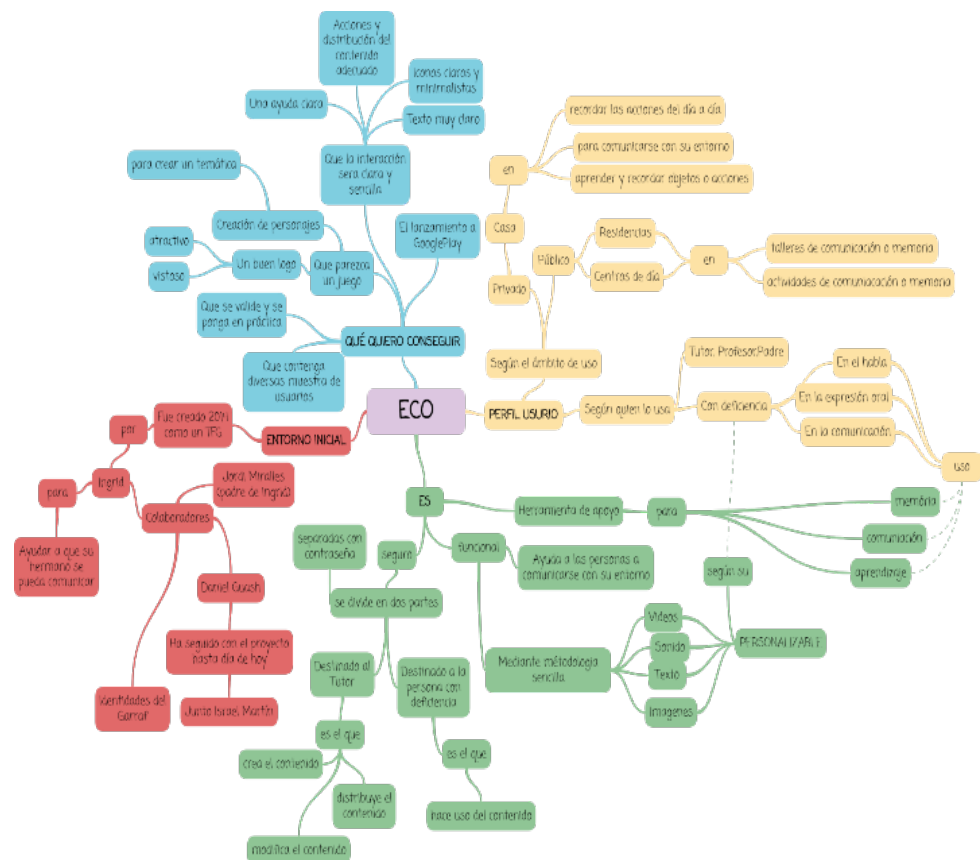 Acciones y
distribución del
contenido
adecuado
Iconos claros y
minimalistas
Una ayuda clara
Texto muy claro
Que la interacción
sera clara y
sencilla
para crear un temática
Creación de personajes
El lanzamiento a
GooglePlay
atractivo
vistoso
Un buen logo
Que parezca
un juego
Que se valide y se
ponga en práctica
QUÉ QUIERO CONSEGUIR
Que contenga
diversas muestra de
usuarios
recordar las acciones del día a día
para comunicarse con su entorno
aprender y recordar objetos o acciones
en
Casa
Privado
Público
Residencias
Centros de día
en
talleres de comunicación o memoria
actividades de comuniacación o memoria
Según el ámbito de uso
ECO
PERFIL USURIO
Según quien lo usa
Tutor, Profesor,Padre
Con deficiencia
En el habla
En la expresión oral
En la comunicación
uso
ENTORNO INICIAL
Fue creado 2014
como un TFG
por
Ingrid
para
Ayudar a que su
hermano se
pueda comunicar
Colaboradores
Jordi Miralles
(padre de Ingrid)
Daniel Guash
Ha seguido con el proyecto
hasta día de hoy
Junto Israel Martín
Identidades del
Garraf
ES
Herramienta de apoyo
para
memória
comuniación
aprendizaje
separadas con
contraseña
seguro
se divide en dos partes
Destinado al
Tutor
es el que
crea el contenido
distribuye el
contenido
modifica el contenido
Destinado a la
persona con
deficiencia
es el que
hace uso del contenido
funcional
Ayuda a las personas a
comunicarse con su entorno
Mediante métodologia
sencilla
Videos
Sonido
Texto
Imagenes
según su
PERSONALIZABLE